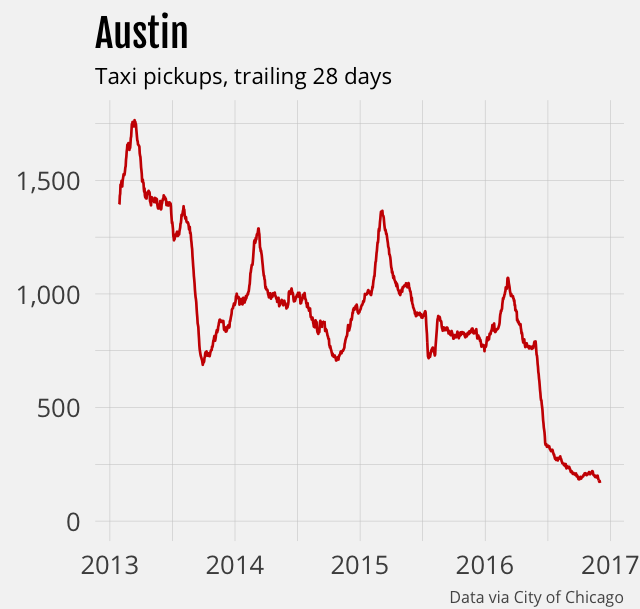 Austin
Taxi pickups, trailing 28 days
1,500
1,000
500
0
2013 2014 2015 2016 2017
Data via City of Chicago